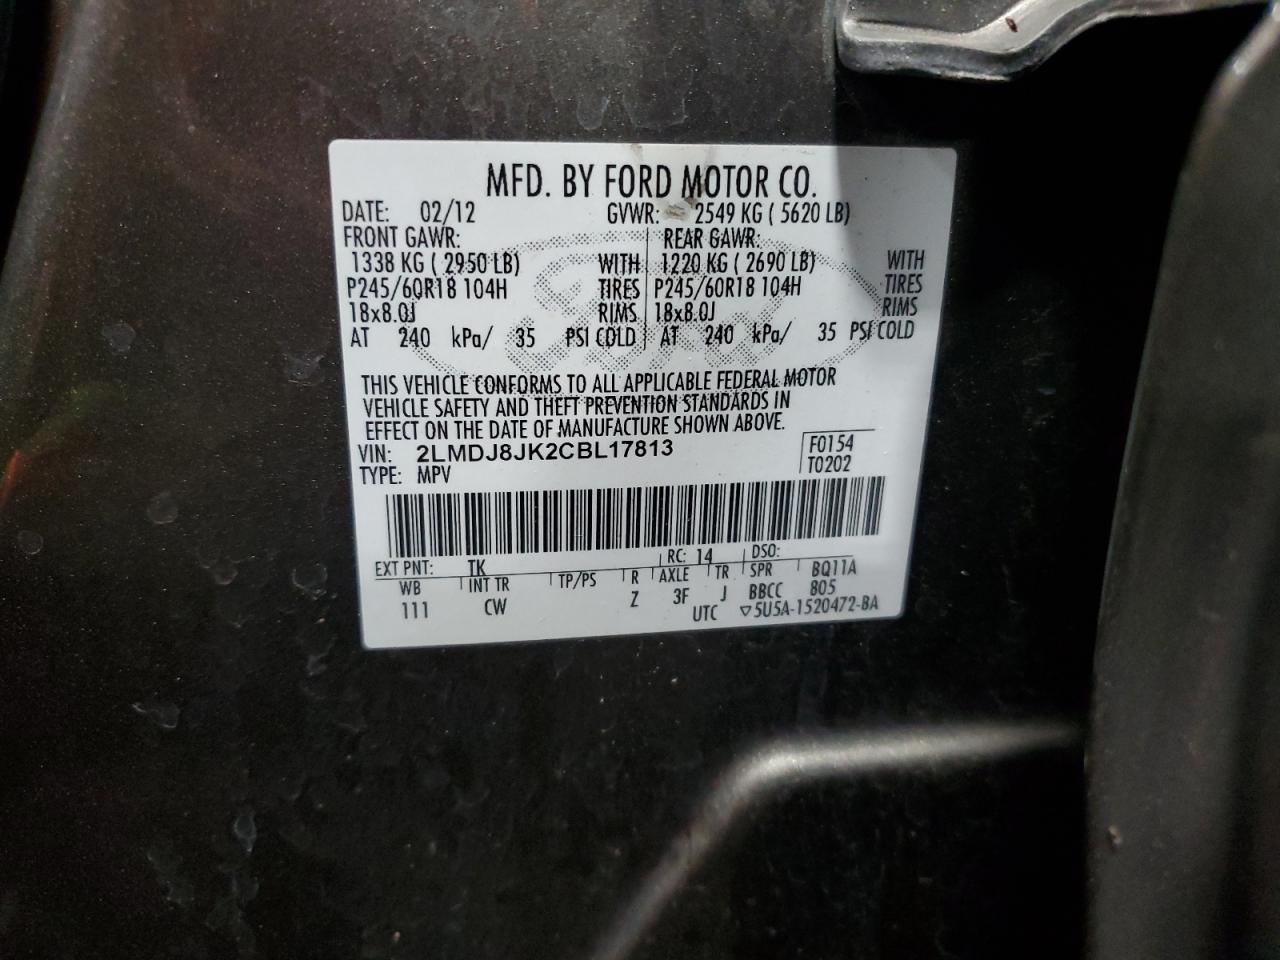 MFD. BY FORD MOTOR CO.
DATE: 02/12 GVWR: 2549 KG ( 5620 LB)
FRONT GAWR: REAR GAWR:
1338 KG ( 2950 LB) WITH 1220 KG ( 2690 LB) WITH
P245/60R18 104H TIRES P245/60R18 104H TIRES
18x8.0J RIMS 18x8.0J RIMS
AT 240 kPa/ 35 PSI COLD AT 240 kPa/ 35 PSI COLD
THIS VEHICLE CONFORMS TO ALL APPLICABLE FEDERAL MOTOR
VEHICLE SAFETY AND THEFT PREVENTION STANDARDS IN
EFFECT ON THE DATE OF MANUFACTURE SHOWN ABOVE.
VIN: 2LMDJ8JK2CBL17813 F0154
TYPE: MPV T0202
EXT PNT: TK RC: 14 DSO:
WB INT TR TP/PS R AXLE TR SPR BQ11A
111 CW Z 3F J BBCC 805
UTC ▽5U5A-1520472-BA